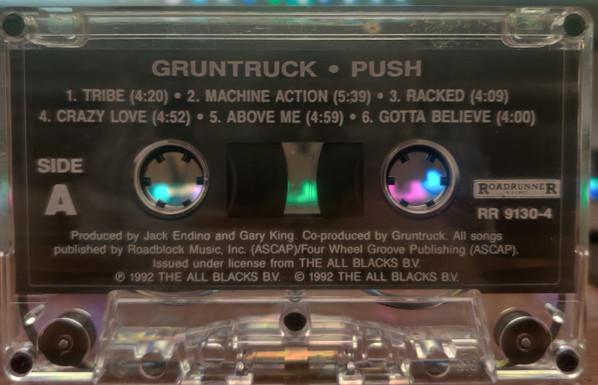 GRUNTRUCK • PUSH
1. TRIBE (4:20) • 2. MACHINE ACTION (5:39) • 3. RACKED (4:09)
4. CRAZY LOVE (4:52) • 5. ABOVE ME (4:59) • 6. GOTTA BELIEVE (4:00)
SIDE
A
ROADRUNNER
RR 9130-4
Produced by Jack Endino and Gary King. Co-produced by Gruntruck. All songs
published by Roadblock Music, Inc. (ASCAP)/Four Wheel Groove Publishing (ASCAP).
Issued under license from THE ALL BLACKS B.V.
℗ 1992 THE ALL BLACKS B.V. © 1992 THE ALL BLACKS B.V.